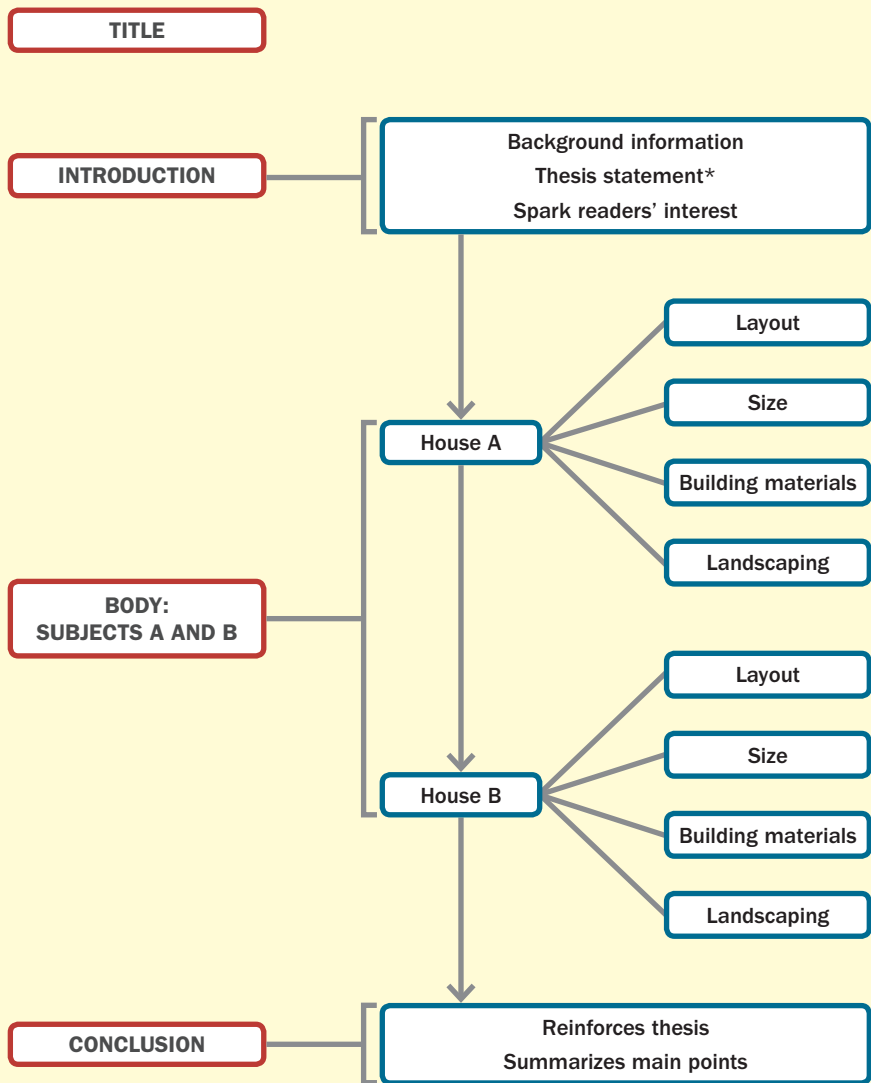 TITLE
INTRODUCTION
Background information
Thesis statement*
Spark readers’ interest
House A
Layout
Size
Building materials
Landscaping
BODY:
SUBJECTS A AND B
House B
Layout
Size
Building materials
Landscaping
CONCLUSION
Reinforces thesis
Summarizes main points